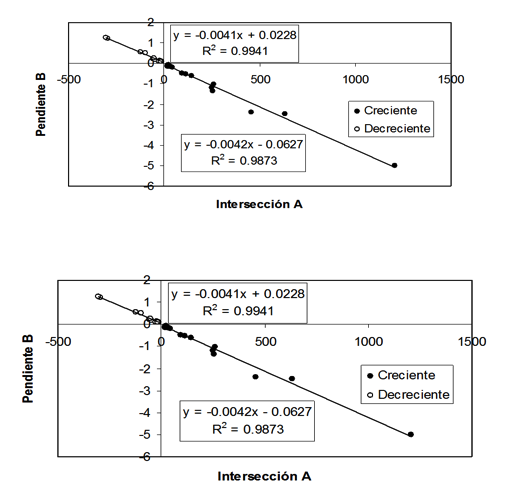 2
y = -0.0041x + 0.0228
R² = 0.9941
1
0
-500 0 500 1000 1500
-1
Pendiente B
-2
Creciente
Decreciente
-3
-4
y = -0.0042x - 0.0627
R² = 0.9873
-5
-6
Intersección A
2
y = -0.0041x + 0.0228
R² = 0.9941
1
0
-500 0 500 1000 1500
-1
Pendiente B
-2
Creciente
Decreciente
-3
-4
y = -0.0042x - 0.0627
R² = 0.9873
-5
-6
Intersección A